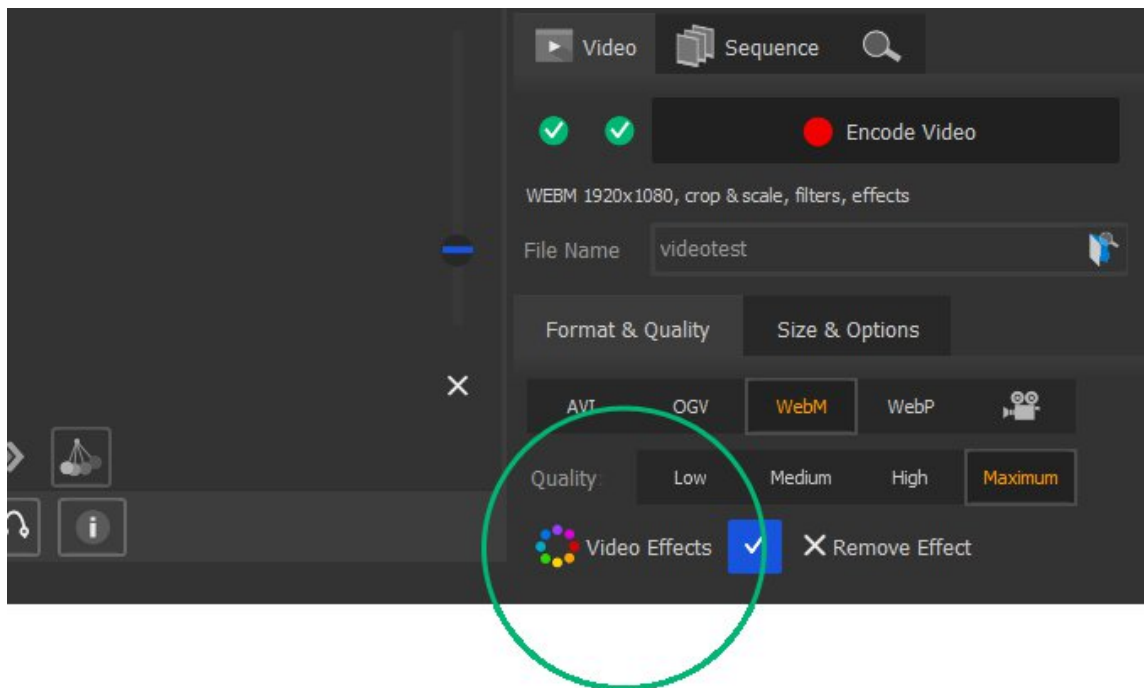 Video Sequence
Encode Video
WEBM 1920x1080, crop & scale, filters, effects
File Name videotest
Format & Quality Size & Options
AVI OGV WebM WebP
Quality Low Medium High Maximum
Video Effects Remove Effect